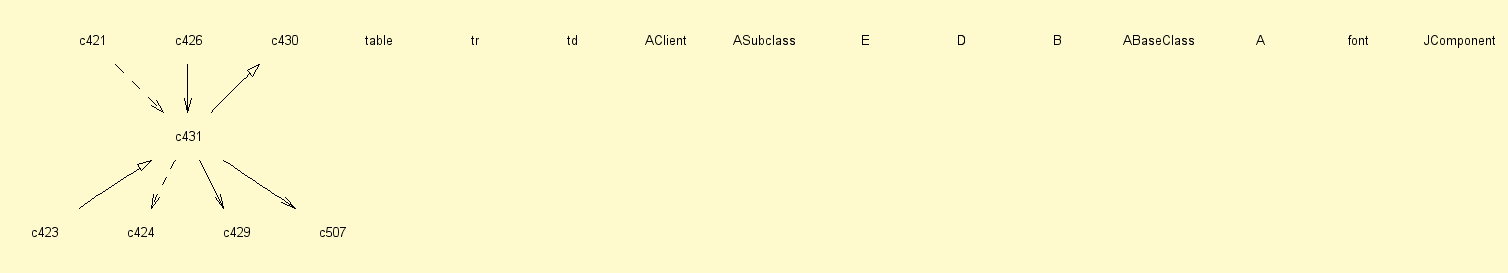 c421 c426 c430 table tr td AClient ASubclass E D B ABaseClass A font JComponent
c431
c423 c424 c429 c507